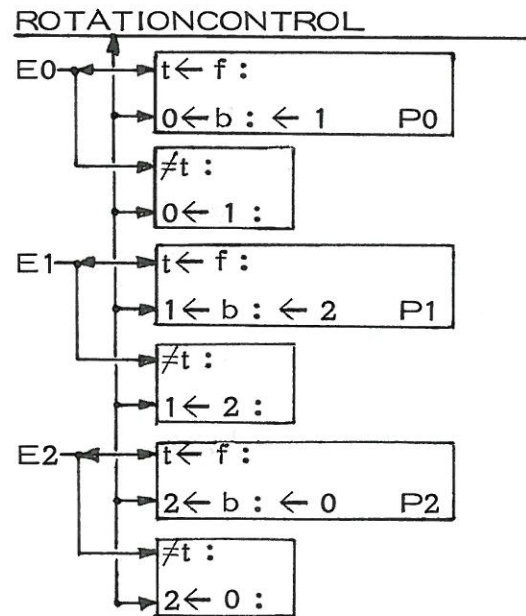 ROTATIONCONTROL
E0 t← f :
0← b : ← 1 P0
≠t :
0← 1 :
E1 t← f :
1← b : ← 2 P1
≠t :
1← 2 :
E2 t← f :
2← b : ← 0 P2
≠t :
2← 0 :